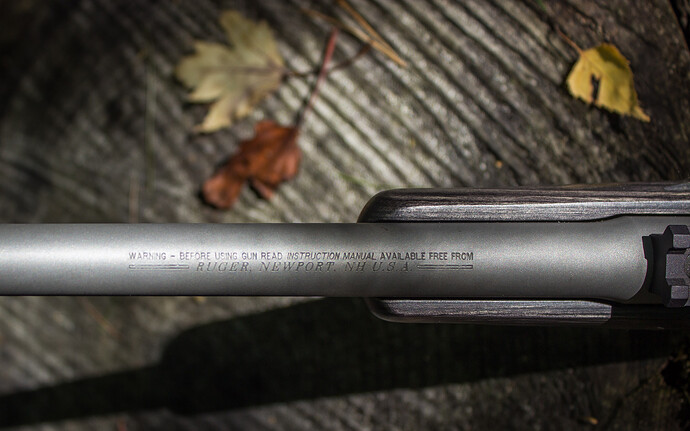 WARNING - BEFORE USING GUN READ INSTRUCTION MANUAL AVAILABLE FREE FROM
RUGER, NEWPORT, NH U.S.A.